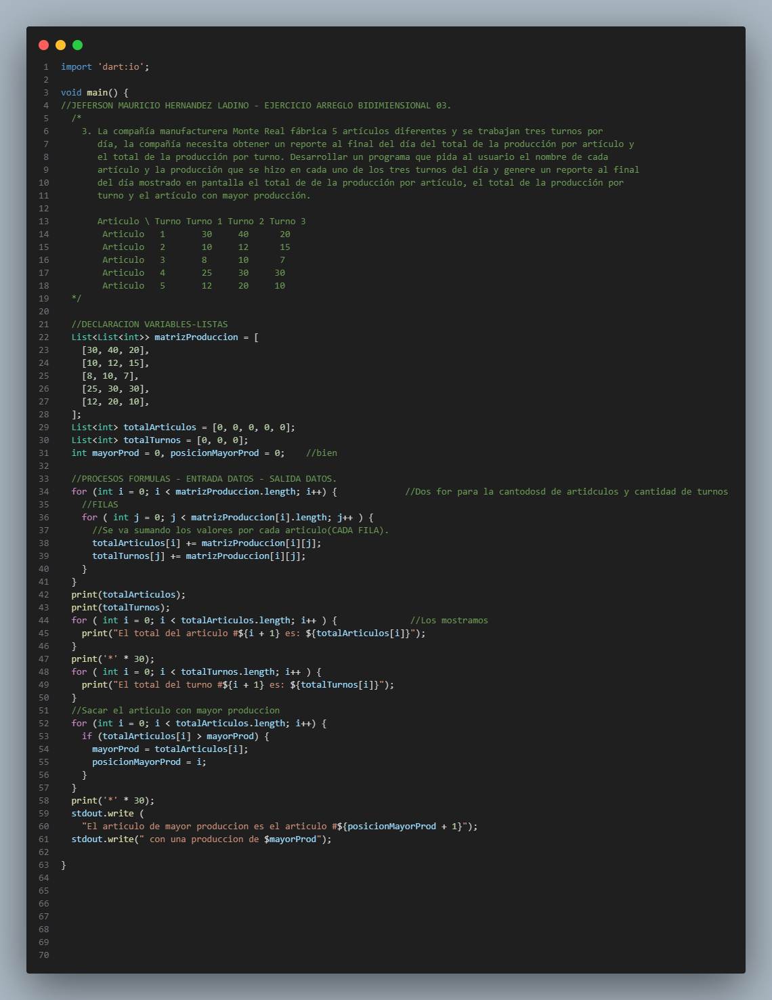 1 import 'dart:io';
2
3 void main() {
4 //JEFERSON MAURICIO HERNANDEZ LADINO - EJERCICIO ARREGLO BIDIMIENSIONAL 03.
5   /*
6     3. La compañía manufacturera Monte Real fábrica 5 artículos diferentes y se trabajan tres turnos por
7        día, la compañía necesita obtener un reporte al final del día del total de la producción por artículo y
8        el total de la producción por turno. Desarrollar un programa que pida al usuario el nombre de cada
9        artículo y la producción que se hizo en cada uno de los tres turnos del día y genere un reporte al final
10        del día mostrado en pantalla el total de de la producción por artículo, el total de la producción por
11        turno y el artículo con mayor producción.
12
13        Articulo \ Turno Turno 1 Turno 2 Turno 3
14         Articulo   1       30     40      20
15         Articulo   2       10     12      15
16         Articulo   3       8      10      7
17         Articulo   4       25     30     30
18         Articulo   5       12     20     10
19   */
20
21   //DECLARACION VARIABLES-LISTAS
22   List<List<int>> matrizProduccion = [
23     [30, 40, 20],
24     [10, 12, 15],
25     [8, 10, 7],
26     [25, 30, 30],
27     [12, 20, 10],
28   ];
29   List<int> totalArticulos = [0, 0, 0, 0, 0];
30   List<int> totalTurnos = [0, 0, 0];
31   int mayorProd = 0, posicionMayorProd = 0;    //bien
32
33   //PROCESOS FORMULAS - ENTRADA DATOS - SALIDA DATOS.
34   for (int i = 0; i < matrizProduccion.length; i++) {             //Dos for para la cantodosd de artidculos y cantidad de turnos
35     //FILAS
36     for ( int j = 0; j < matrizProduccion[i].length; j++ ) {
37       //Se va sumando los valores por cada articulo(CADA FILA).
38       totalArticulos[i] += matrizProduccion[i][j];
39       totalTurnos[j] += matrizProduccion[i][j];
40     }
41   }
42   print(totalArticulos);
43   print(totalTurnos);
44   for ( int i = 0; i < totalArticulos.length; i++ ) {              //Los mostramos
45     print("El total del articulo #${i + 1} es: ${totalArticulos[i]}");
46   }
47   print('*' * 30);
48   for ( int i = 0; i < totalTurnos.length; i++ ) {
49     print("El total del turno #${i + 1} es: ${totalTurnos[i]}");
50   }
51   //Sacar el articulo con mayor produccion
52   for (int i = 0; i < totalArticulos.length; i++) {
53     if (totalArticulos[i] > mayorProd) {
54       mayorProd = totalArticulos[i];
55       posicionMayorProd = i;
56     }
57   }
58   print('*' * 30);
59   stdout.write (
60     "El articulo de mayor produccion es el articulo #${posicionMayorProd + 1}");
61   stdout.write(" con una produccion de $mayorProd");
62
63 }
64
65
66
67
68
69
70